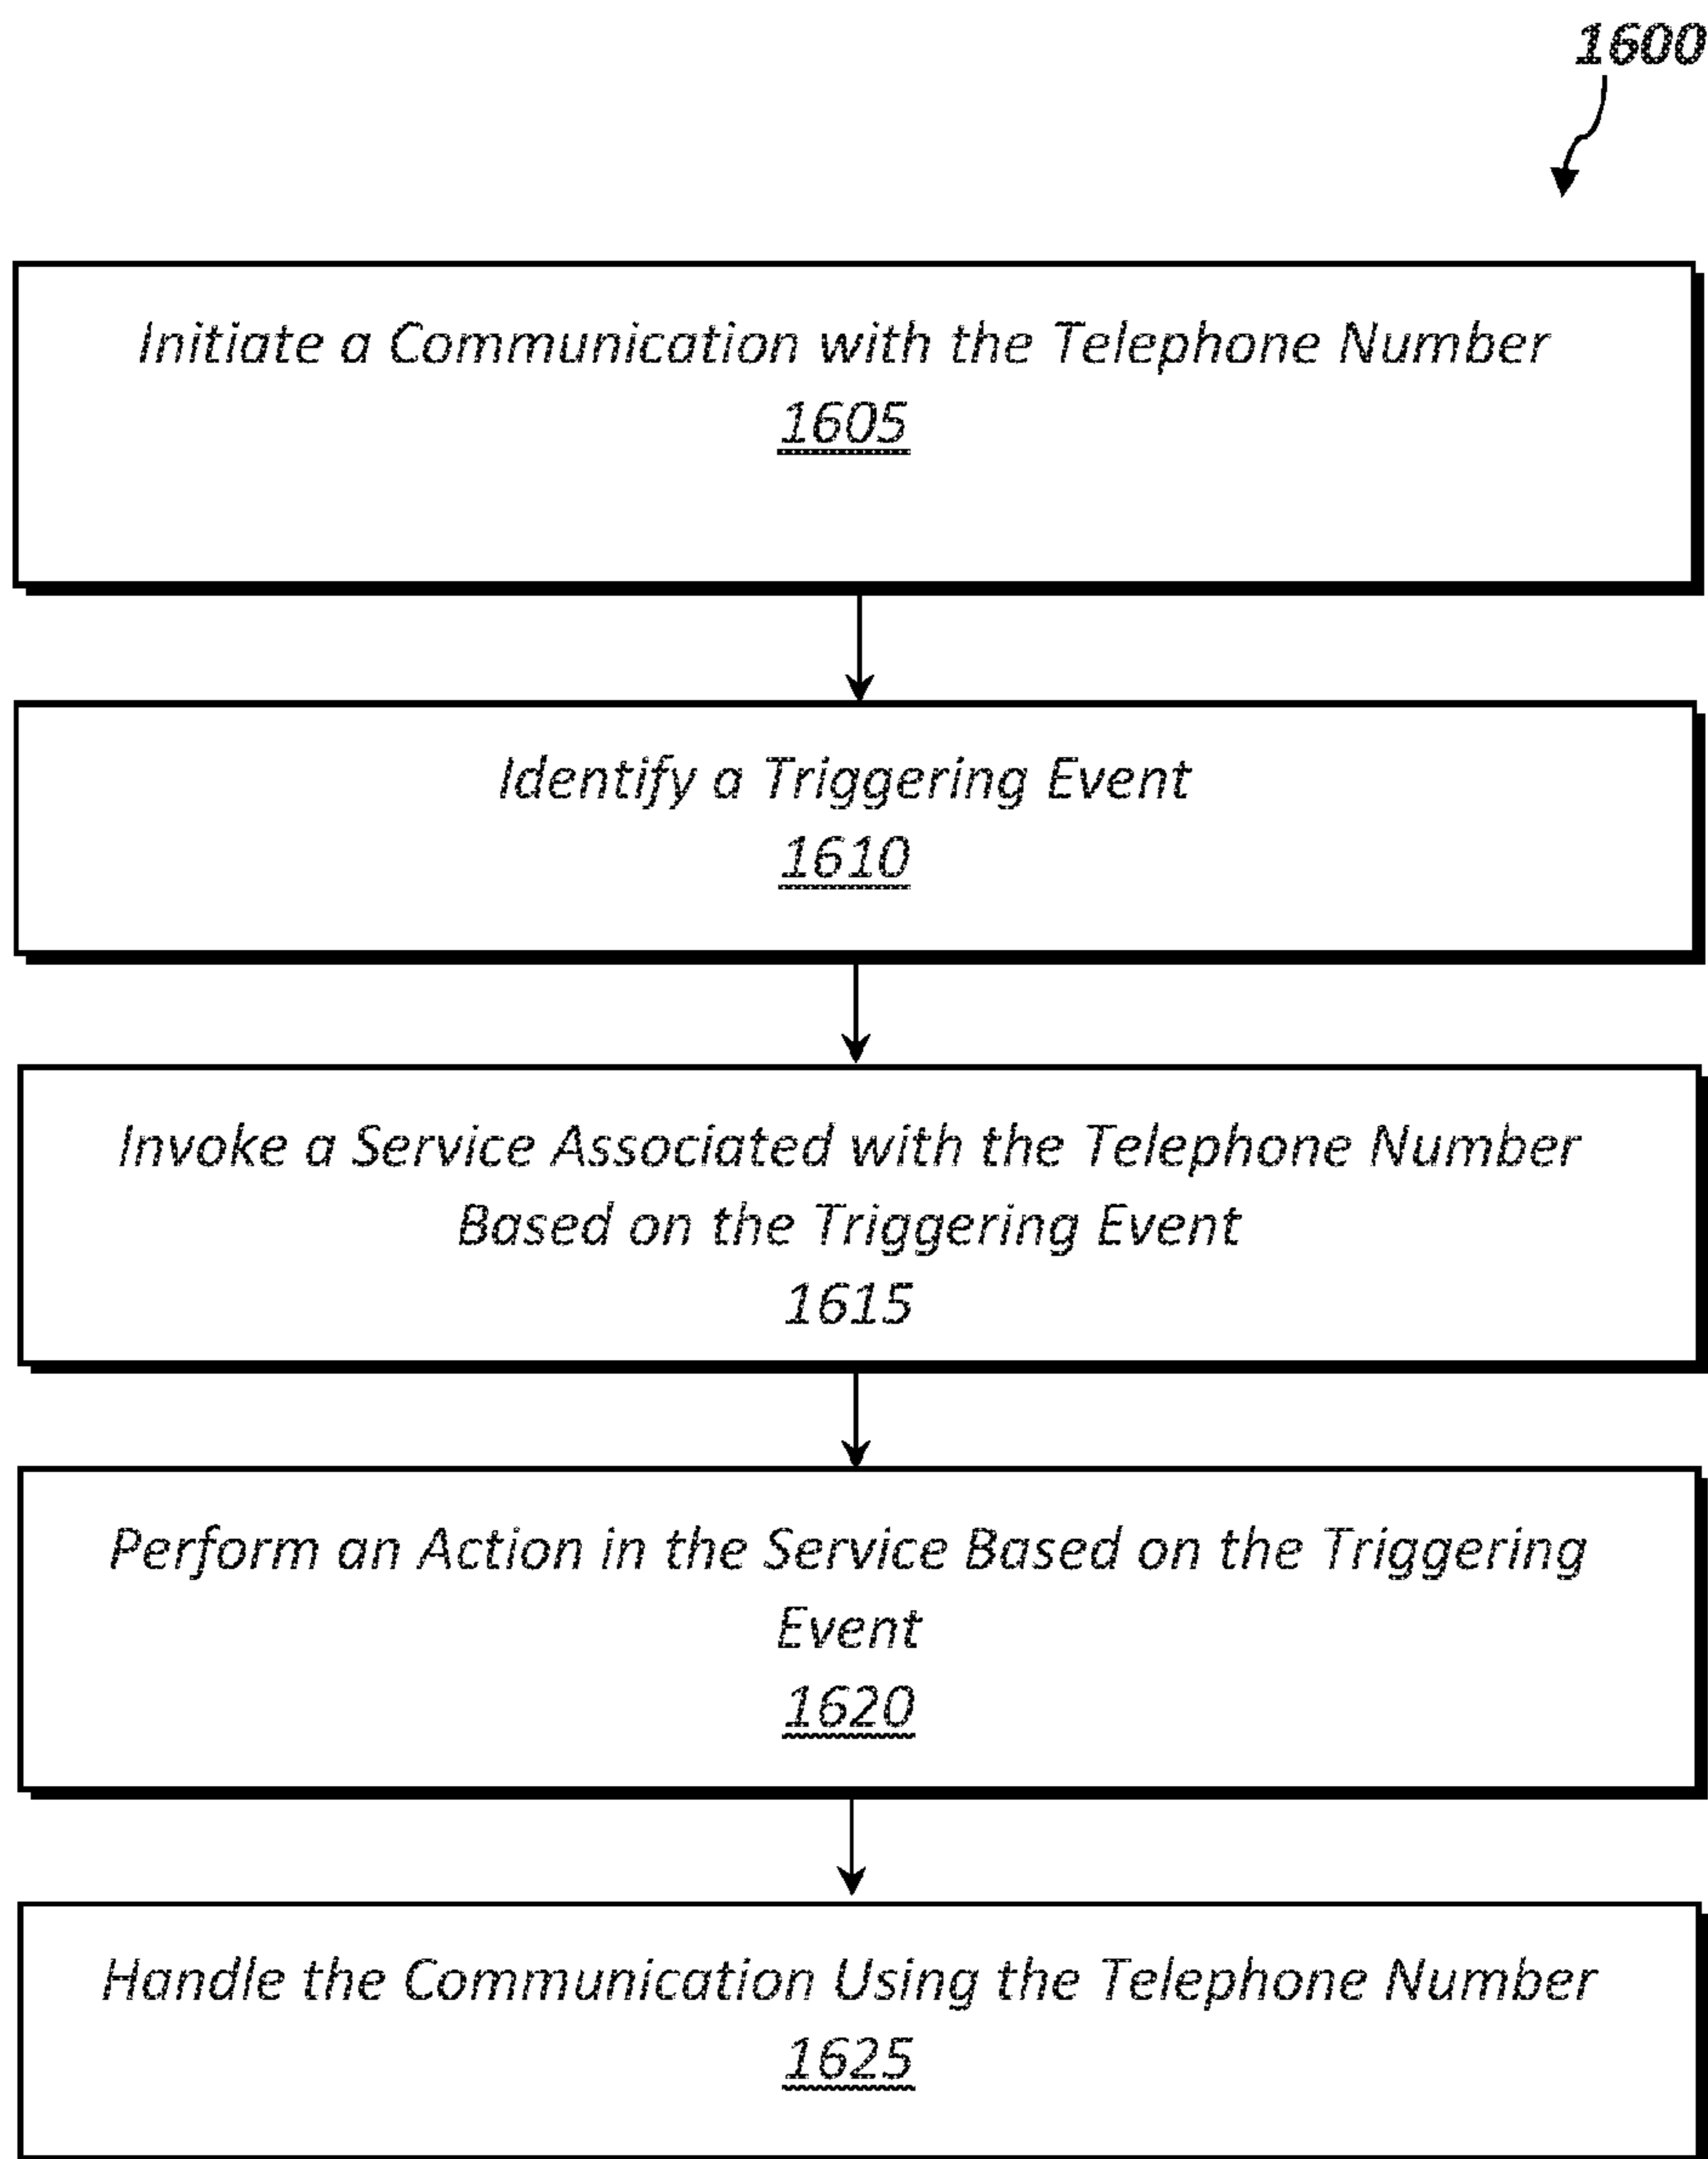 1600
Initiate a Communication with the Telephone Number
1605
Identify a Triggering Event
1610
Invoke a Service Associated with the Telephone Number
Based on the Triggering Event
1615
Perform an Action in the Service Based on the Triggering
Event
1620
Handle the Communication Using the Telephone Number
1625